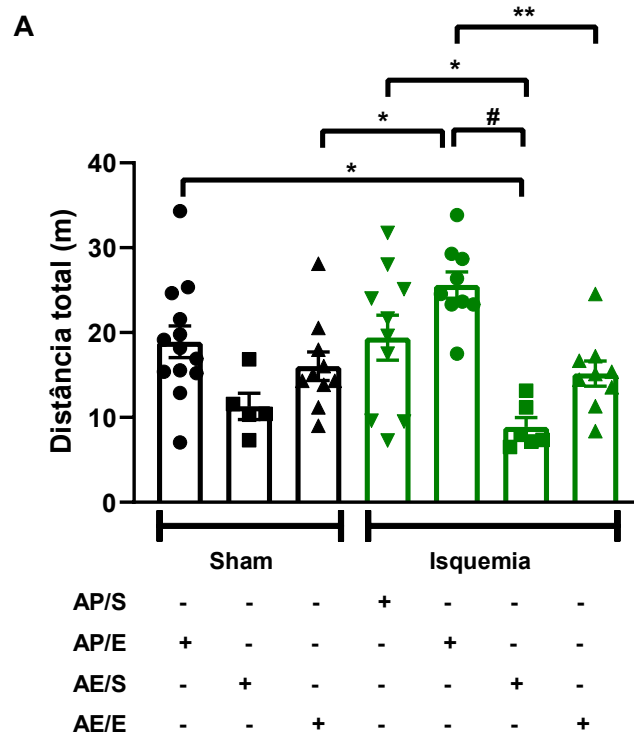 A
**
*
* #
*
40
30
20
10
0
Distância total (m)
Sham Isquemia
AP/S - - - + - - -
AP/E + - - - + - -
AE/S - + - - - + -
AE/E - - + - - - +